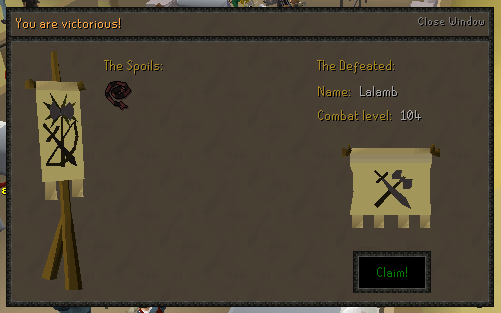 You are victorious!
Close Window
The Spoils:
The Defeated:
Name: Lalamb
Combat level: 104
Claim!